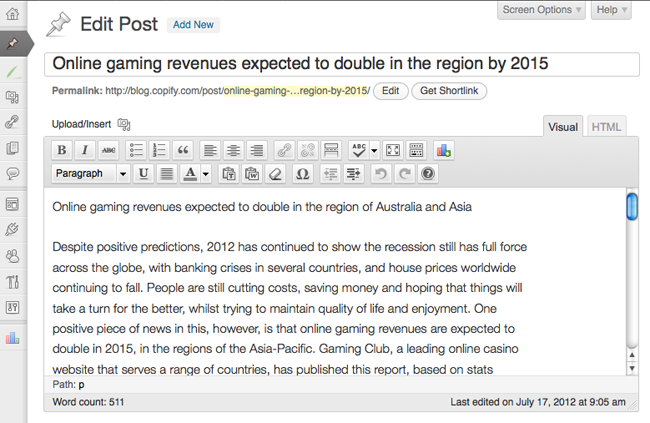 Screen Options
Help
Edit Post
Add New
Online gaming revenues expected to double in the region by 2015
Permalink: http://blog.copify.com/post/online-gaming-…region-by-2015/ Edit Get Shortlink
Upload/Insert
Visual HTML
B I ABC ABC
Paragraph U A T W Ω ?
Online gaming revenues expected to double in the region of Australia and Asia
Despite positive predictions, 2012 has continued to show the recession still has full force
across the globe, with banking crises in several countries, and house prices worldwide
continuing to fall. People are still cutting costs, saving money and hoping that things will
take a turn for the better, whilst trying to maintain quality of life and enjoyment. One
positive piece of news in this, however, is that online gaming revenues are expected to
double in 2015, in the regions of the Asia-Pacific. Gaming Club, a leading online casino
website that serves a range of countries, has published this report, based on stats
Path: p
Word count: 511
Last edited on July 17, 2012 at 9:05 am